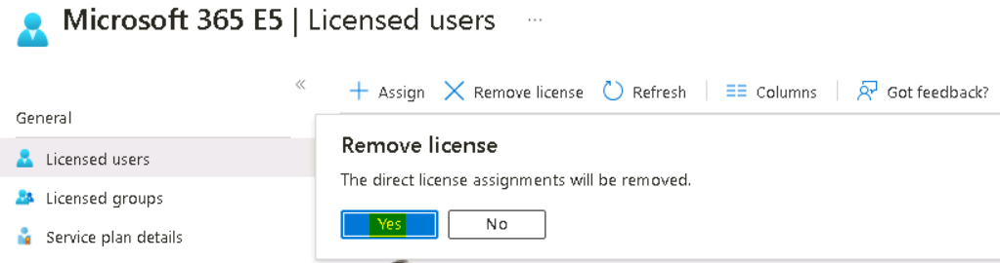 Microsoft 365 E5 | Licensed users ...
«
Assign Remove license Refresh Columns Got feedback?
General
Licensed users
Licensed groups
Service plan details
Remove license
The direct license assignments will be removed.
Yes No